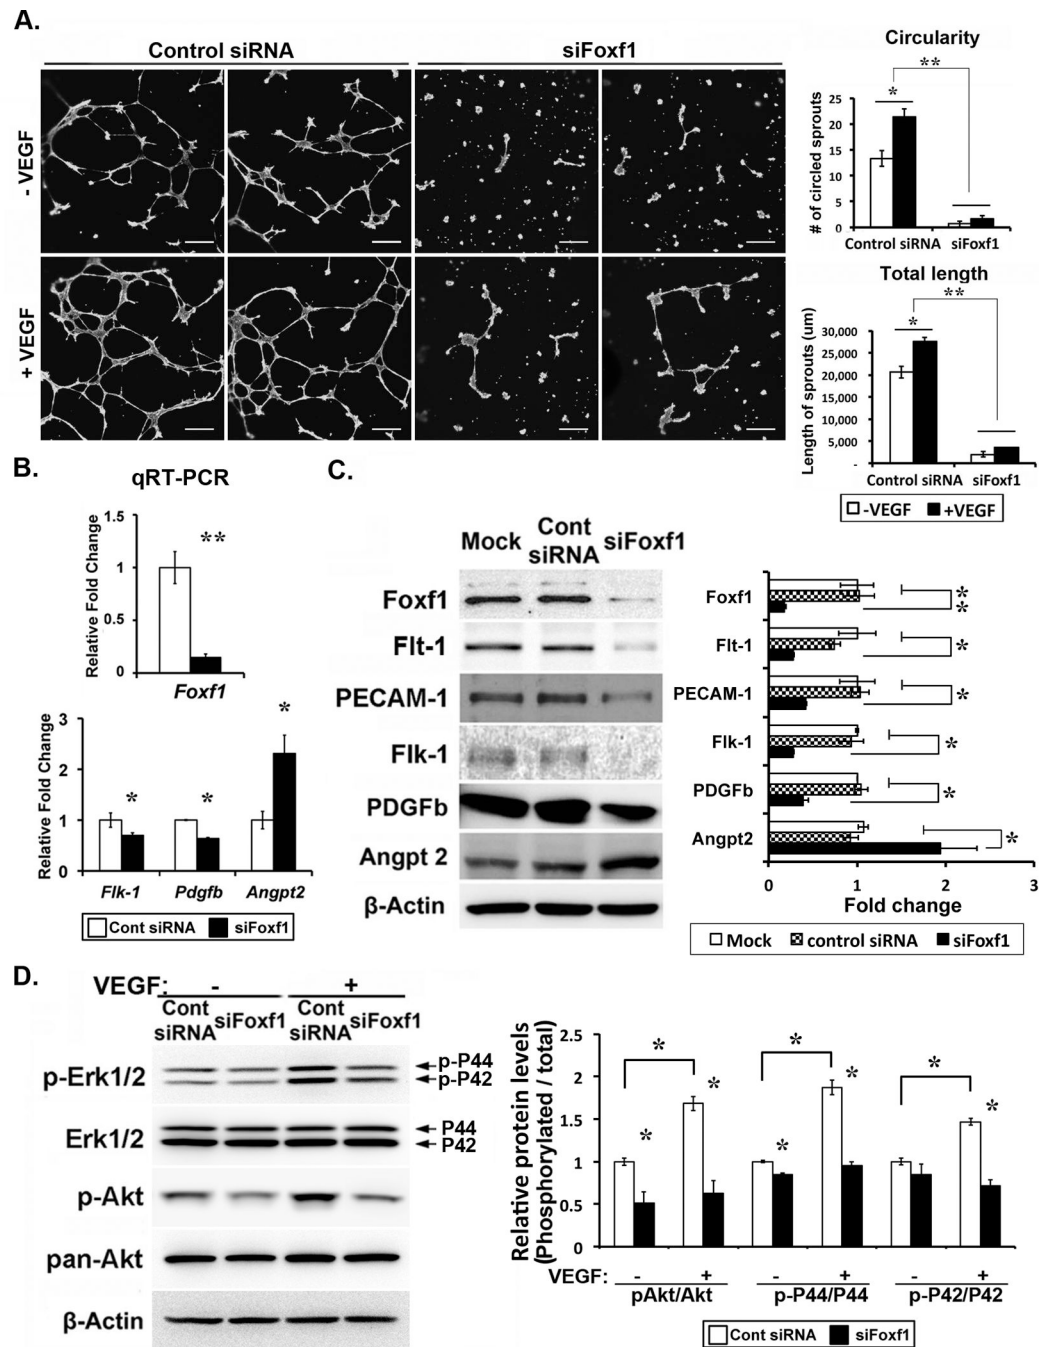 A.
Control siRNA
siFoxf1
- VEGF
+ VEGF
Circularity
**
*
# of circled sprouts
25
20
15
10
5
0
Control siRNA siFoxf1
Total length
**
*
Length of sprouts (um)
30,000
25,000
20,000
15,000
10,000
5,000
-
Control siRNA siFoxf1
-VEGF +VEGF
B.
qRT-PCR
Relative Fold Change
1.5
1
0.5
0
**
Foxf1
Relative Fold Change
3
2
1
0
* * *
Flk-1 Pdgfb Angpt2
Cont siRNA siFoxf1
C.
Mock Cont siRNA siFoxf1
Foxf1
Flt-1
PECAM-1
Flk-1
PDGFb
Angpt 2
β-Actin
Foxf1 **
Flt-1 *
PECAM-1 *
Flk-1 *
PDGFb *
Angpt2 *
0 1 2 3
Fold change
Mock control siRNA siFoxf1
D.
VEGF: - +
Cont siRNA siFoxf1 Cont siRNA siFoxf1
p-Erk1/2
p-P44
p-P42
Erk1/2
P44
P42
p-Akt
pan-Akt
β-Actin
Relative protein levels
(Phosphorylated / total)
2.5
2
1.5
1
0.5
0
* * *
* * * * *
VEGF: - + - + - +
pAkt/Akt p-P44/P44 p-P42/P42
Cont siRNA siFoxf1